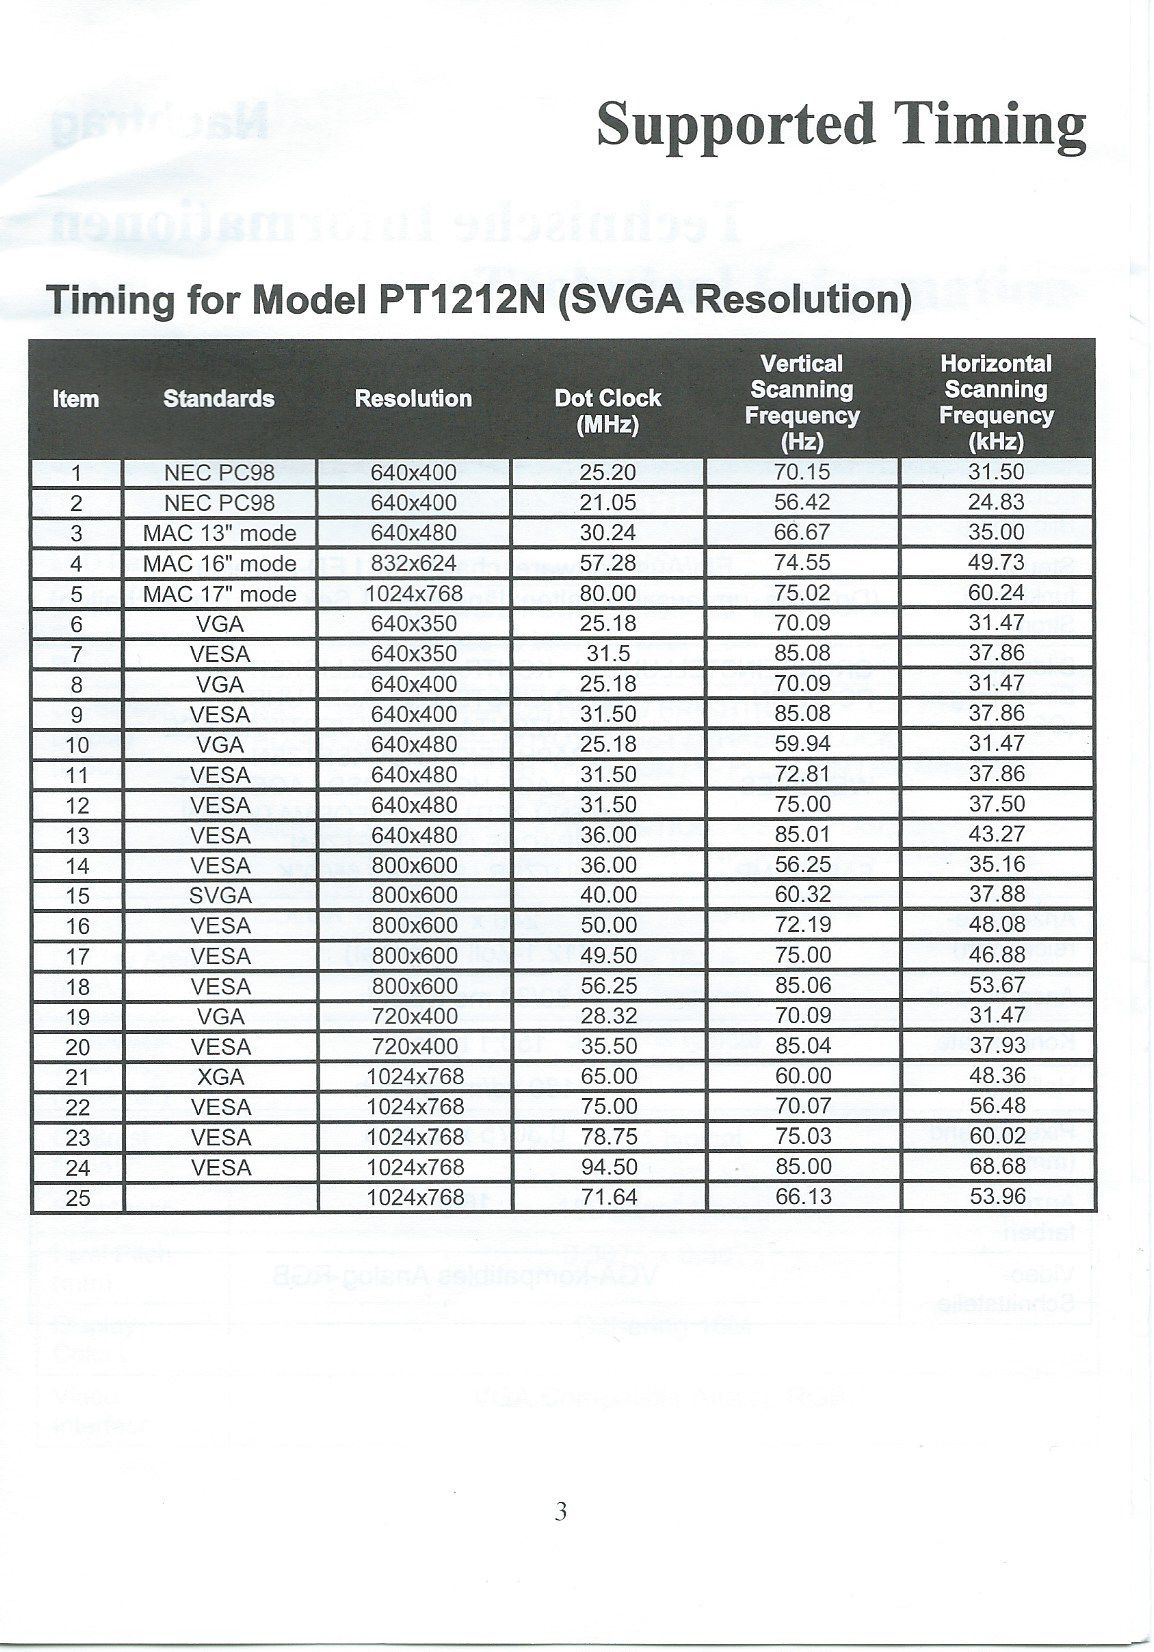 Supported Timing
Timing for Model PT1212N (SVGA Resolution)
Item Standards Resolution Dot Clock (MHz) Vertical Scanning Frequency (Hz) Horizontal Scanning Frequency (kHz)
1 NEC PC98 640x400 25.20 70.15 31.50
2 NEC PC98 640x400 21.05 56.42 24.83
3 MAC 13" mode 640x480 30.24 66.67 35.00
4 MAC 16" mode 832x624 57.28 74.55 49.73
5 MAC 17" mode 1024x768 80.00 75.02 60.24
6 VGA 640x350 25.18 70.09 31.47
7 VESA 640x350 31.5 85.08 37.86
8 VGA 640x400 25.18 70.09 31.47
9 VESA 640x400 31.50 85.08 37.86
10 VGA 640x480 25.18 59.94 31.47
11 VESA 640x480 31.50 72.81 37.86
12 VESA 640x480 31.50 75.00 37.50
13 VESA 640x480 36.00 85.01 43.27
14 VESA 800x600 36.00 56.25 35.16
15 SVGA 800x600 40.00 60.32 37.88
16 VESA 800x600 50.00 72.19 48.08
17 VESA 800x600 49.50 75.00 46.88
18 VESA 800x600 56.25 85.06 53.67
19 VGA 720x400 28.32 70.09 31.47
20 VESA 720x400 35.50 85.04 37.93
21 XGA 1024x768 65.00 60.00 48.36
22 VESA 1024x768 75.00 70.07 56.48
23 VESA 1024x768 78.75 75.03 60.02
24 VESA 1024x768 94.50 85.00 68.68
25 1024x768 71.64 66.13 53.96
3